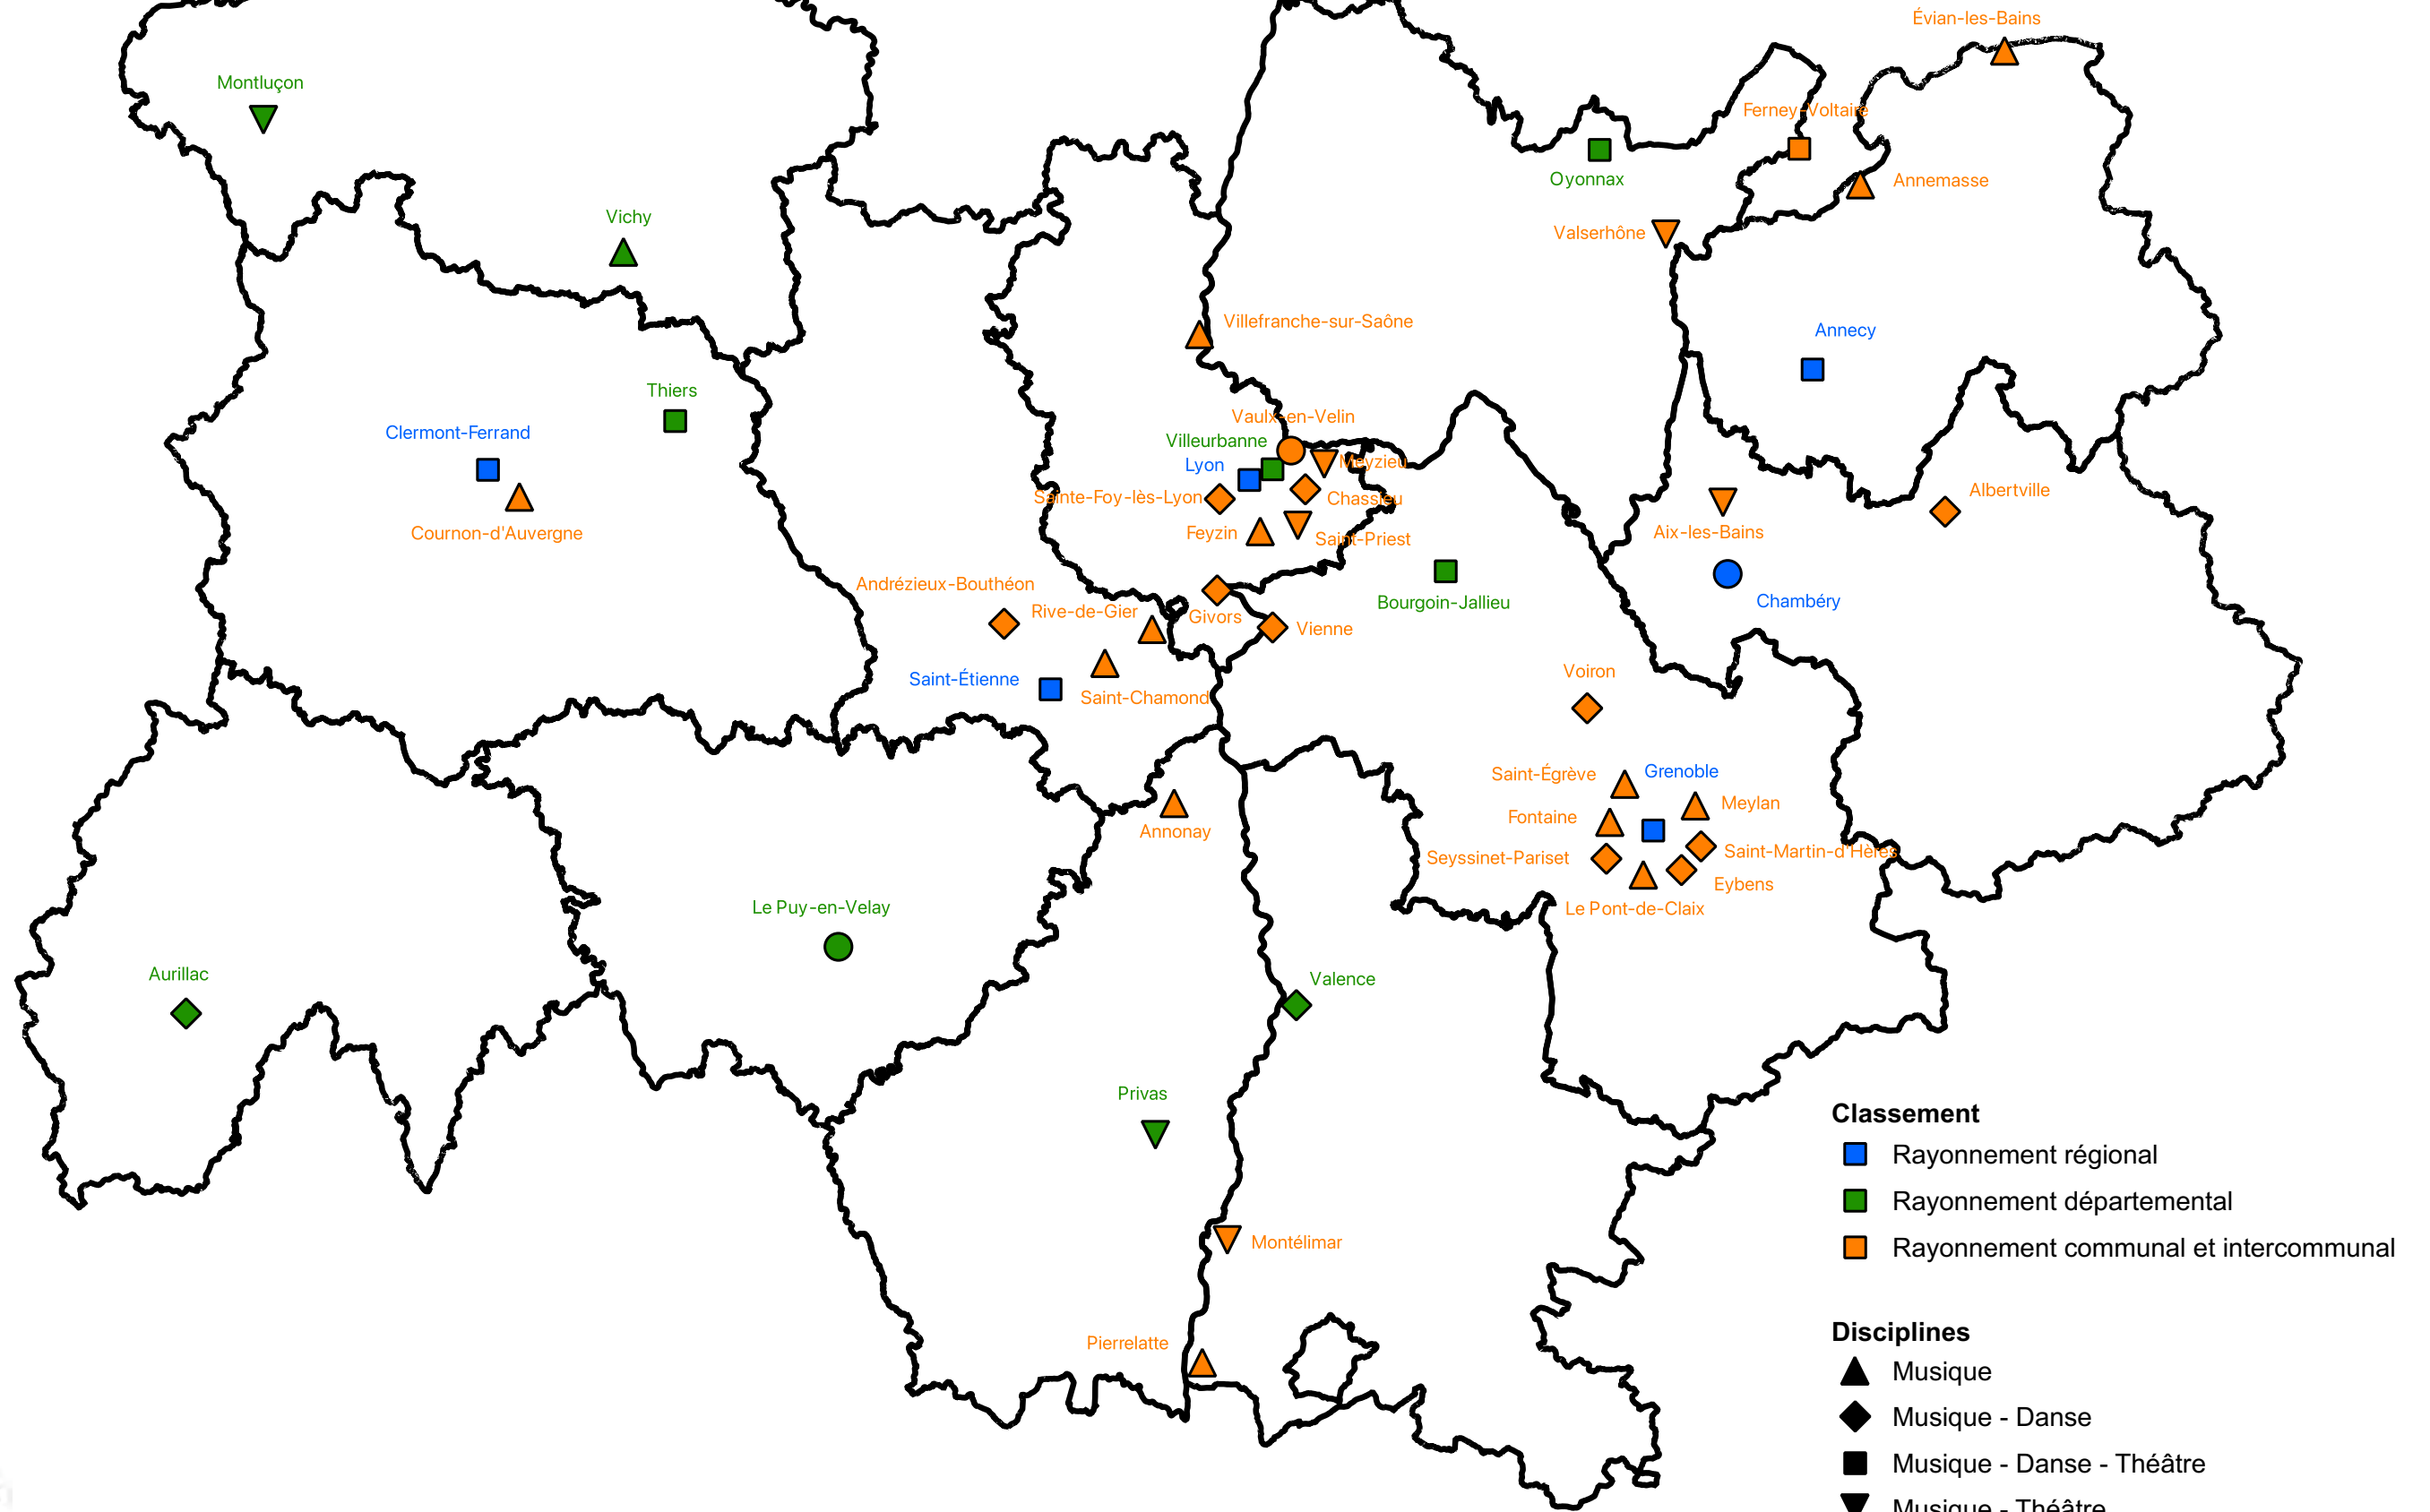 Évian-les-Bains
Montluçon
Ferney-Voltaire
Oyonnax
Annemasse
Vichy
Valserhône
Villefranche-sur-Saône
Annecy
Thiers
Vaulx-en-Velin
Clermont-Ferrand
Villeurbanne
Lyon
Meyzieu
Albertville
Sainte-Foy-lès-Lyon
Chassieu
Cournon-d'Auvergne
Feyzin
Saint-Priest
Aix-les-Bains
Andrézieux-Bouthéon
Bourgoin-Jallieu
Chambéry
Rive-de-Gier
Givors
Vienne
Saint-Étienne
Voiron
Saint-Chamond
Saint-Égrève
Grenoble
Meylan
Fontaine
Annonay
Seyssinet-Pariset
Saint-Martin-d'Hères
Eybens
Le Puy-en-Velay
Le Pont-de-Claix
Aurillac
Valence
Privas
Montélimar
Pierrelatte
Classement
Rayonnement régional
Rayonnement départemental
Rayonnement communal et intercommunal
Disciplines
Musique
Musique - Danse
Musique - Danse - Théâtre
Musique - Théâtre